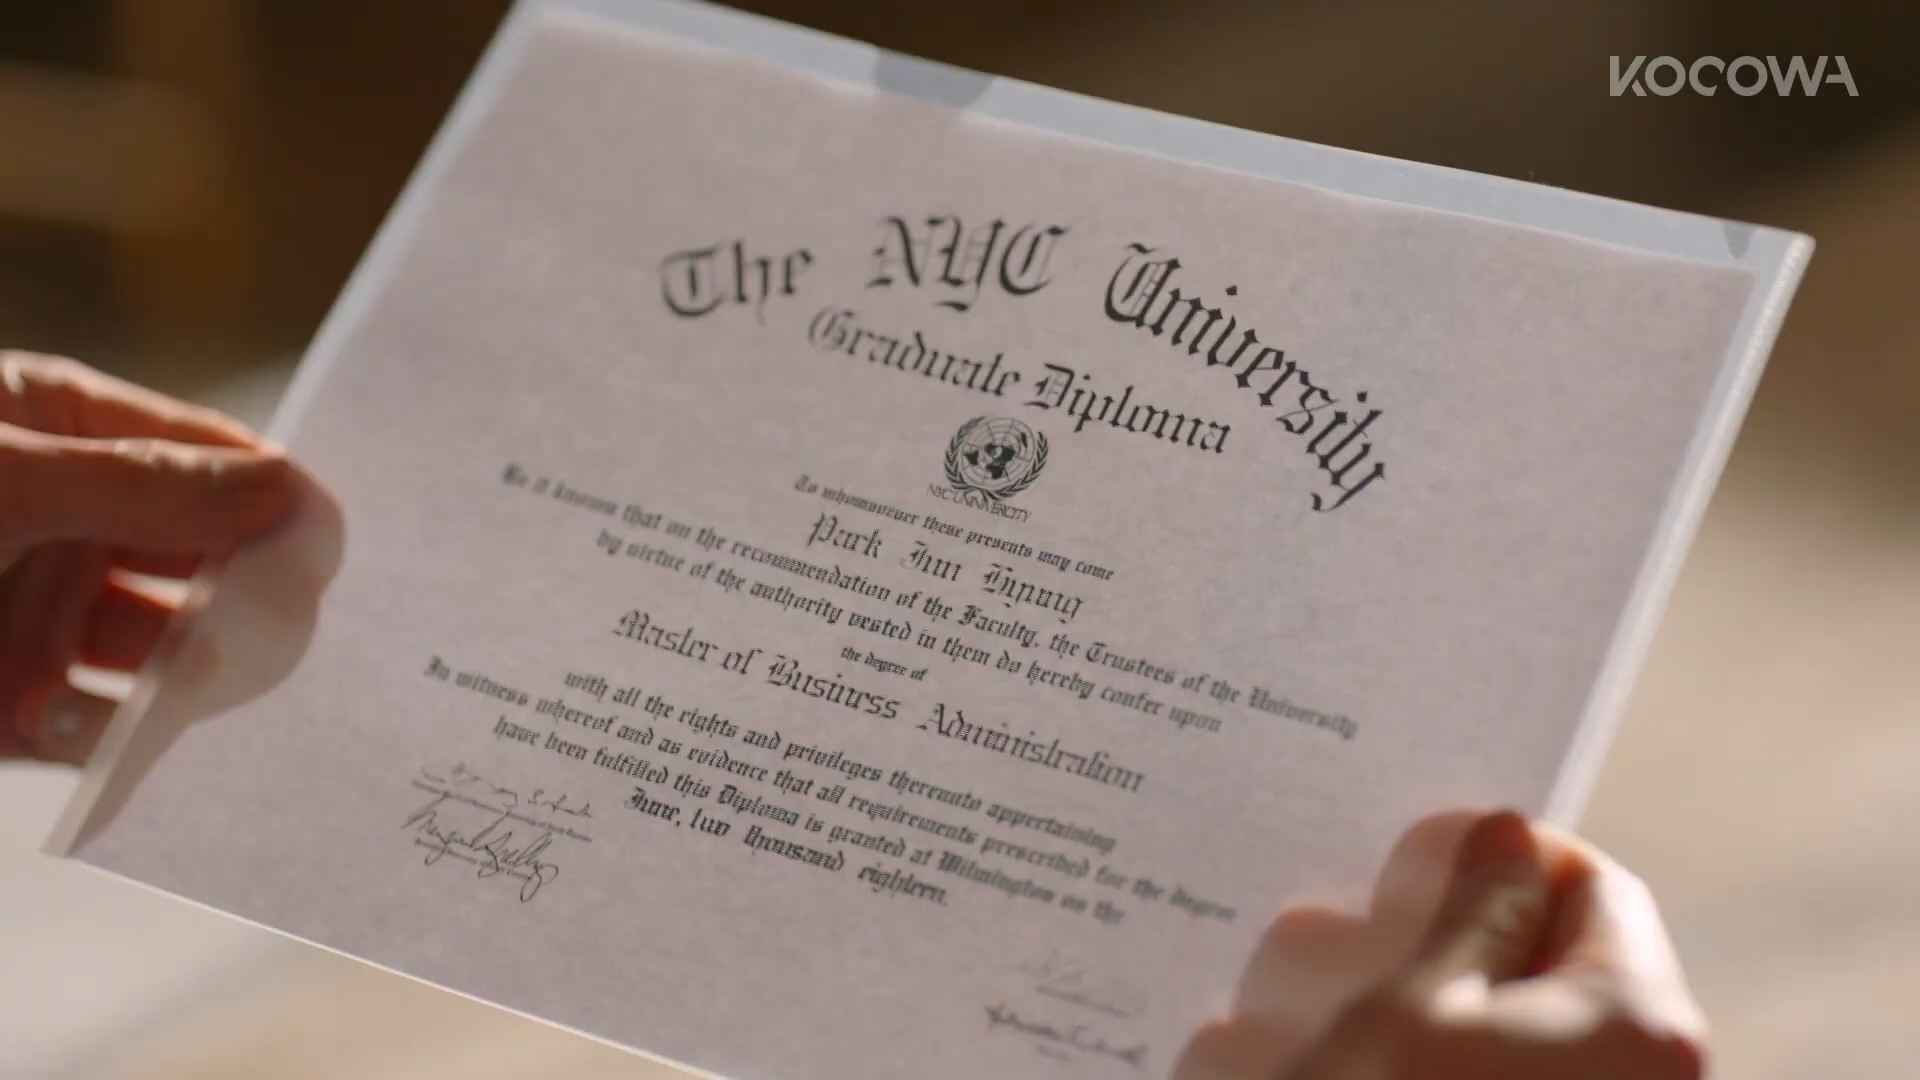 KOCOWA
The NYC University
Graduate Diploma
NYC UNIVERCITY
To whomsoever these presents may come
Park Jun Hyung
Be it known that on the recommendation of the Faculty, the Trustees of the University
by virtue of the authority vested in them do hereby confer upon
the degree of
Master of Business Administration
with all the rights and privileges thereunto appertaining
In witness whereof and as evidence that all requirements prescribed for the degree
have been fulfilled this Diploma is granted at Wilmington on the
June, two thousand eighteen.